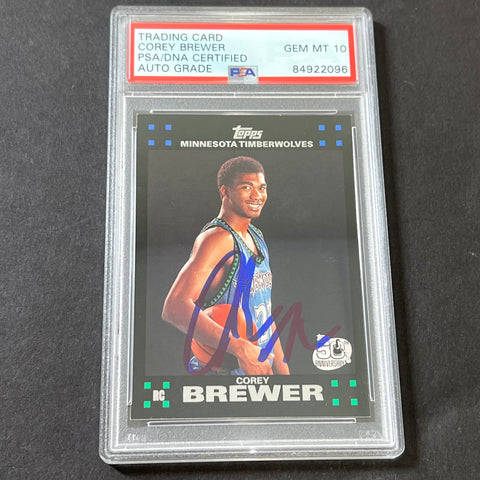 TRADING CARD
COREY BREWER
PSA/DNA CERTIFIED GEM MT 10
AUTO GRADE PSA 84922096
Topps
MINNESOTA TIMBERWOLVES
50
ANNIVERSARY
COREY
RC BREWER